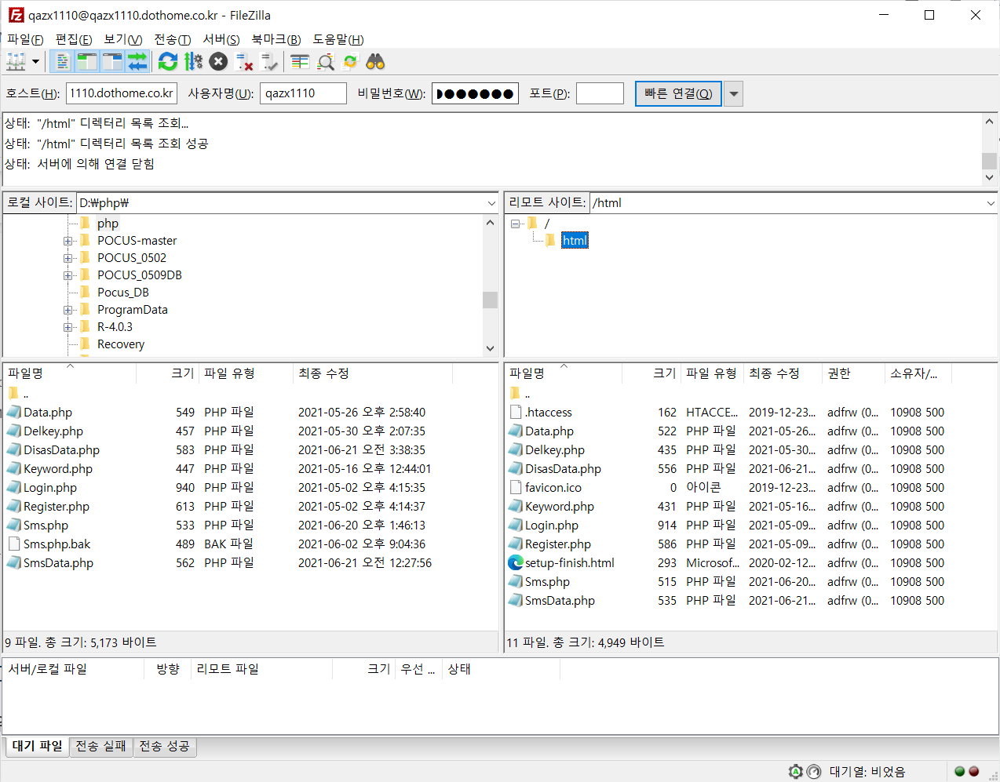 qazx1110@qazx1110.dothome.co.kr - FileZilla
파일(F) 편집(E) 보기(V) 전송(T) 서버(S) 북마크(B) 도움말(H)
호스트(H): 1110.dothome.co.kr 사용자명(U): qazx1110 비밀번호(W): ●●●●●●● 포트(P): 빠른 연결(Q)
상태: "/html" 디렉터리 목록 조회...
상태: "/html" 디렉터리 목록 조회 성공
상태: 서버에 의해 연결 닫힘
로컬 사이트: D:₩php₩
php
POCUS-master
POCUS_0502
POCUS_0509DB
Pocus_DB
ProgramData
R-4.0.3
Recovery
리모트 사이트: /html
/
html
파일명 크기 파일 유형 최종 수정
..
Data.php 549 PHP 파일 2021-05-26 오후 2:58:40
Delkey.php 457 PHP 파일 2021-05-30 오후 2:07:35
DisasData.php 583 PHP 파일 2021-06-21 오전 3:38:35
Keyword.php 447 PHP 파일 2021-05-16 오후 12:44:01
Login.php 940 PHP 파일 2021-05-02 오후 4:15:35
Register.php 613 PHP 파일 2021-05-02 오후 4:14:37
Sms.php 533 PHP 파일 2021-06-20 오후 1:46:13
Sms.php.bak 489 BAK 파일 2021-06-02 오후 9:04:36
SmsData.php 562 PHP 파일 2021-06-21 오전 12:27:56
9 파일. 총 크기: 5,173 바이트
파일명 크기 파일 유형 최종 수정 권한 소유자/...
..
.htaccess 162 HTACCE... 2019-12-23... adfrw (0... 10908 500
Data.php 522 PHP 파일 2021-05-26... adfrw (0... 10908 500
Delkey.php 435 PHP 파일 2021-05-30... adfrw (0... 10908 500
DisasData.php 556 PHP 파일 2021-06-21... adfrw (0... 10908 500
favicon.ico 0 아이콘 2019-12-23... adfrw (0... 10908 500
Keyword.php 431 PHP 파일 2021-05-16... adfrw (0... 10908 500
Login.php 914 PHP 파일 2021-05-09... adfrw (0... 10908 500
Register.php 586 PHP 파일 2021-05-09... adfrw (0... 10908 500
setup-finish.html 293 Microsof... 2020-02-12... adfrw (0... 10908 500
Sms.php 515 PHP 파일 2021-06-20... adfrw (0... 10908 500
SmsData.php 535 PHP 파일 2021-06-21... adfrw (0... 10908 500
11 파일. 총 크기: 4,949 바이트
서버/로컬 파일 방향 리모트 파일 크기 우선 ... 상태
대기 파일 전송 실패 전송 성공
대기열: 비었음